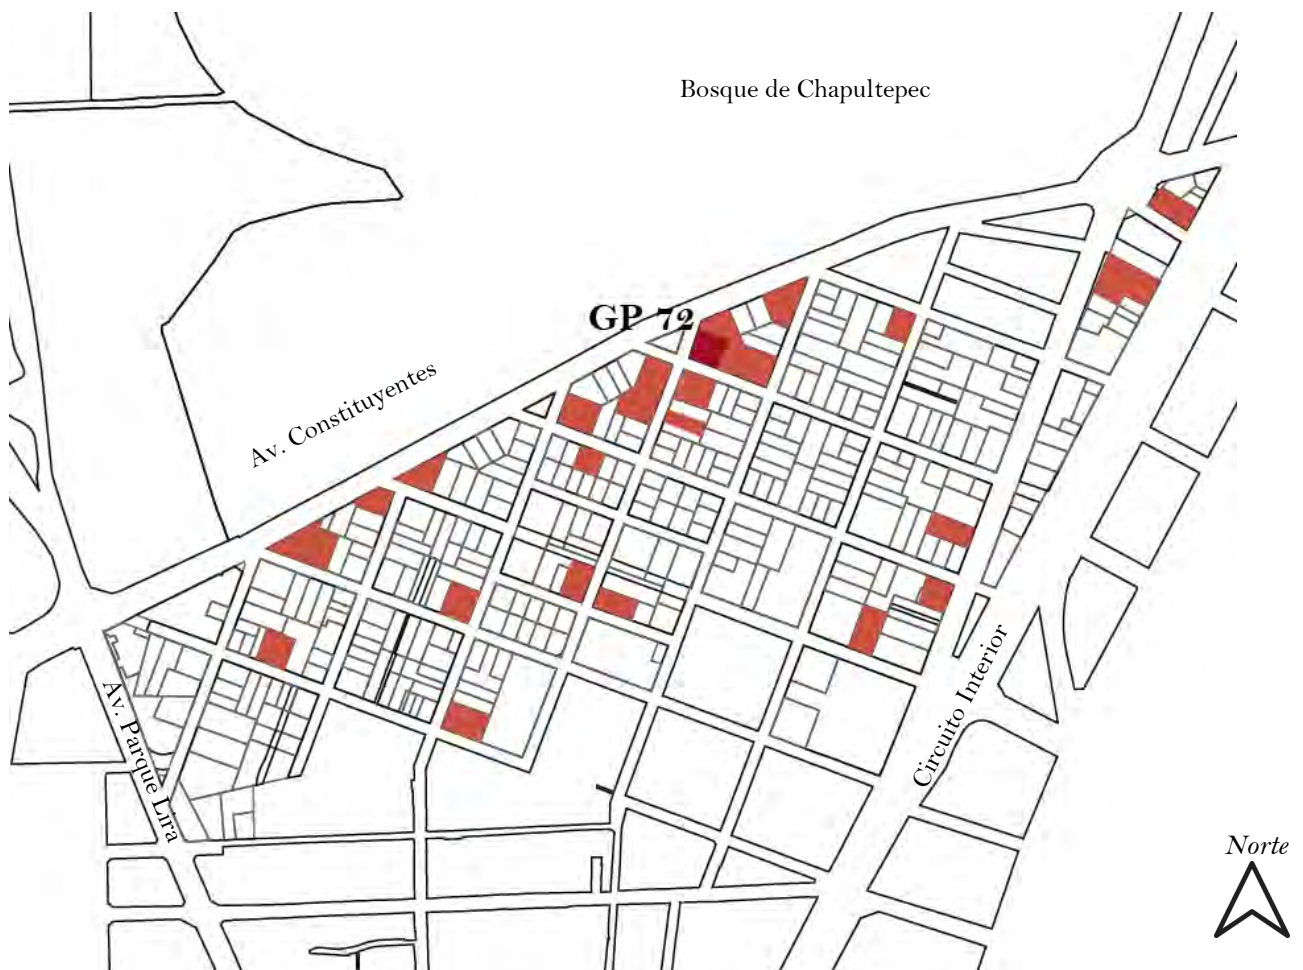 Bosque de Chapultepec
GP 72
Av. Constituyentes
Circuito Interior
Av. Parque Lira
Norte